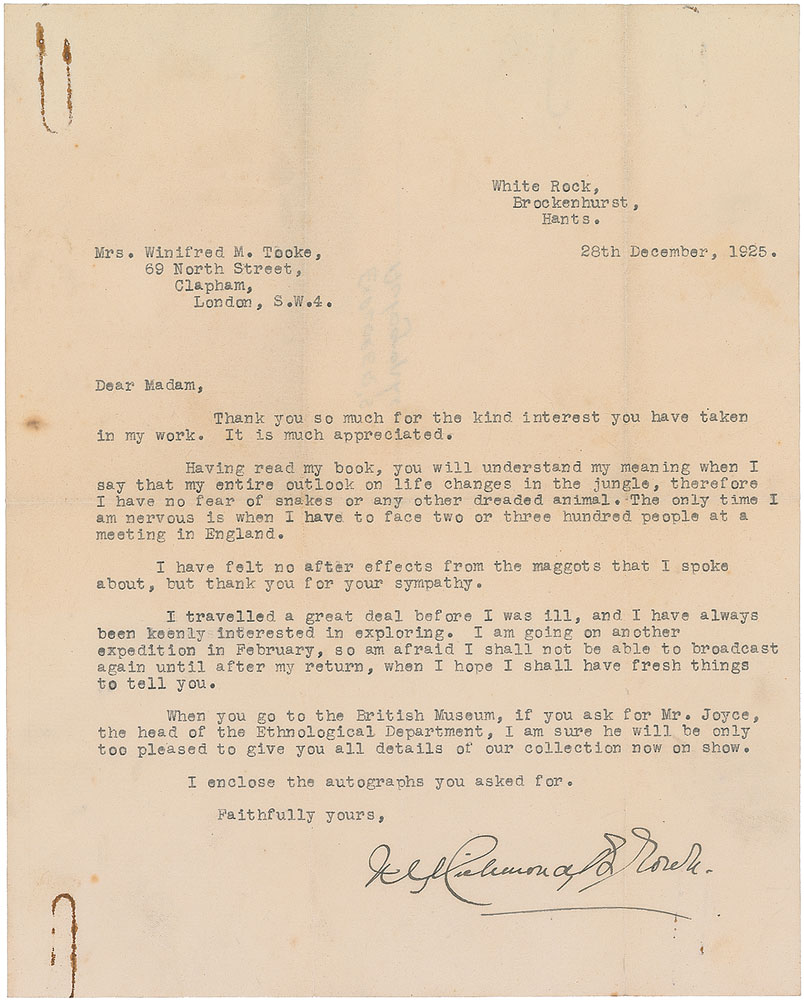 White Rock,
Brockenhurst,
Hants.
Mrs. Winifred M. Tooke,
28th December, 1925.
69 North Street,
Clapham,
London, S.W.4.
Dear Madam,
Thank you so much for the kind interest you have taken
in my work. It is much appreciated.
Having read my book, you will understand my meaning when I
say that my entire outlook on life changes in the jungle, therefore
I have no fear of snakes or any other dreaded animal. The only time I
am nervous is when I have to face two or three hundred people at a
meeting in England.
I have felt no after effects from the maggots that I spoke
about, but thank you for your sympathy.
I travelled a great deal before I was ill, and I have always
been keenly interested in exploring. I am going on another
expedition in February, so am afraid I shall not be able to broadcast
again until after my return, when I hope I shall have fresh things
to tell you.
When you go to the British Museum, if you ask for Mr. Joyce,
the head of the Ethnological Department, I am sure he will be only
too pleased to give you all details of our collection now on show.
I enclose the autographs you asked for.
Faithfully yours,
Richmond Brown.